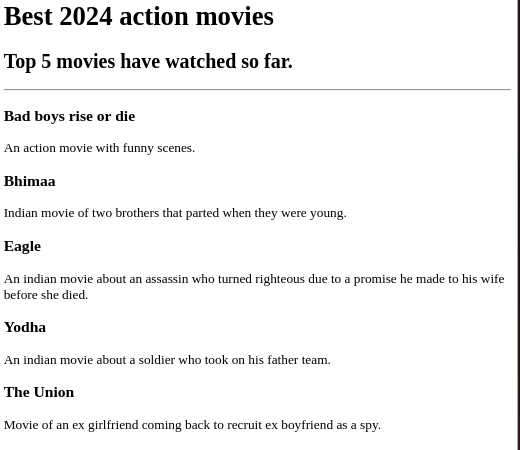 Best 2024 action movies
Top 5 movies have watched so far.
Bad boys rise or die
An action movie with funny scenes.
Bhimaa
Indian movie of two brothers that parted when they were young.
Eagle
An indian movie about an assassin who turned righteous due to a promise he made to his wife
before she died.
Yodha
An indian movie about a soldier who took on his father team.
The Union
Movie of an ex girlfriend coming back to recruit ex boyfriend as a spy.